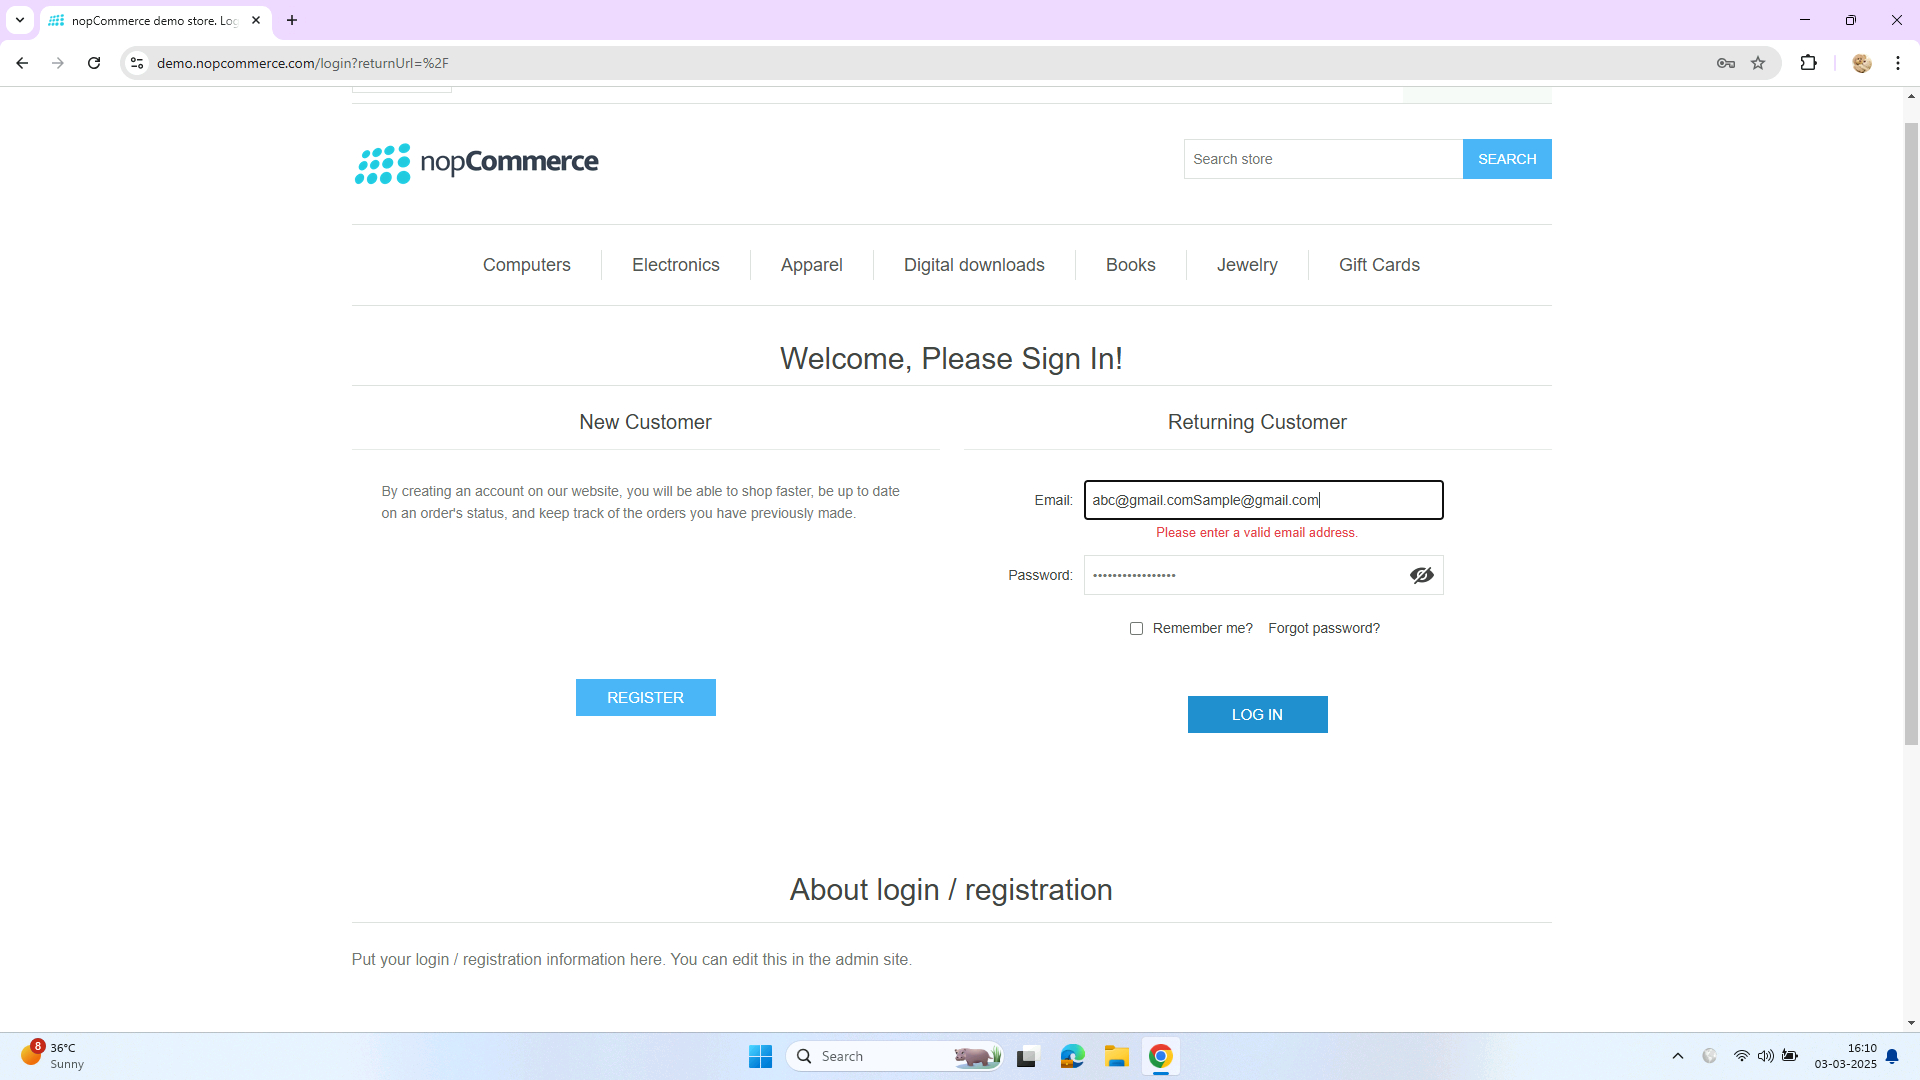 nopCommerce demo store. Log
demo.nopcommerce.com/login?returnUrl=%2F
nopCommerce
Search store
SEARCH
Computers
Electronics
Apparel
Digital downloads
Books
Jewelry
Gift Cards
Welcome, Please Sign In!
New Customer
By creating an account on our website, you will be able to shop faster, be up to date
on an order's status, and keep track of the orders you have previously made.
REGISTER
Returning Customer
Email: abc@gmail.comSample@gmail.com
Please enter a valid email address.
Password: •••••••••••••••••
Remember me? Forgot password?
LOG IN
About login / registration
Put your login / registration information here. You can edit this in the admin site.
8
36°C
Sunny
Search
16:10
03-03-2025